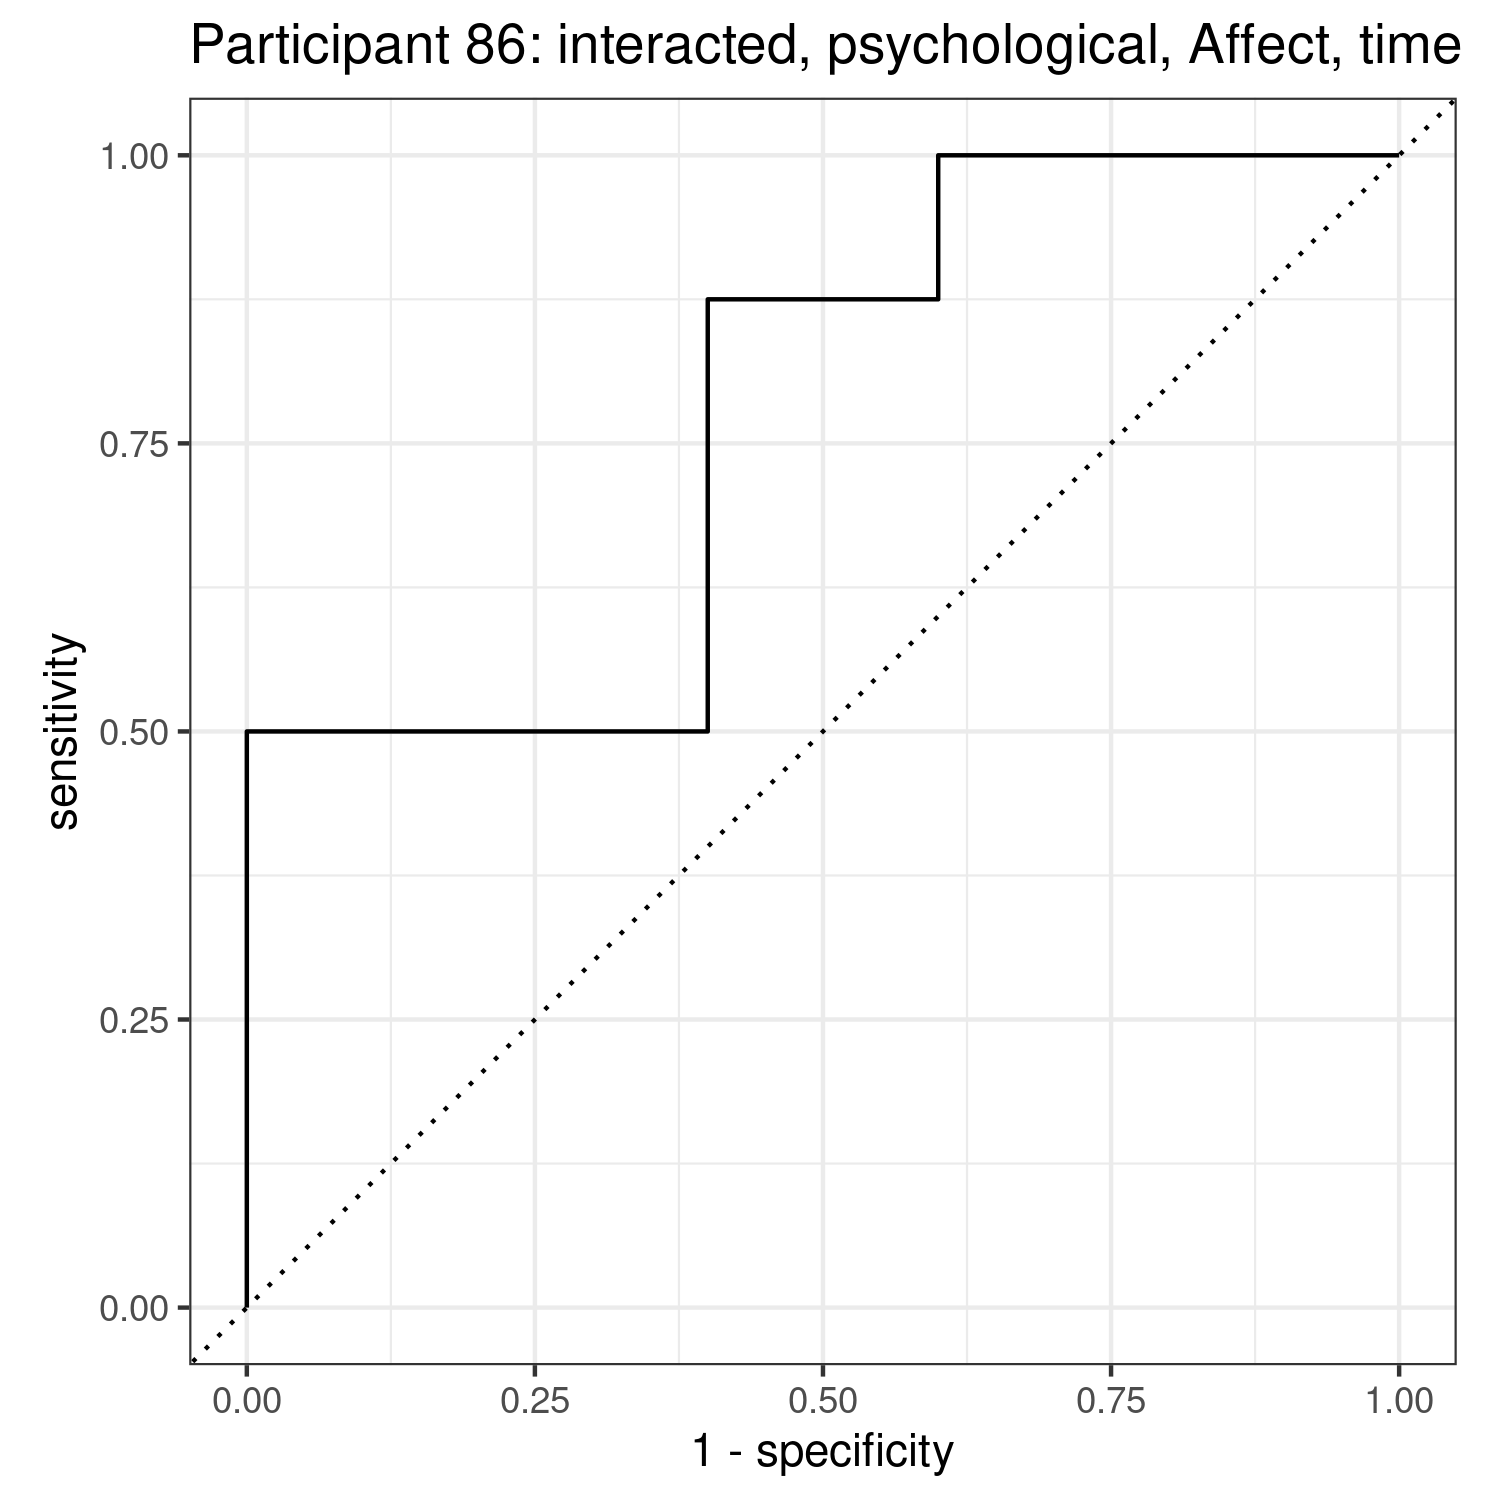 Participant 86: interacted, psychological, Affect, time
1.00
0.75
0.50
0.25
0.00
sensitivity
0.00 0.25 0.50 0.75 1.00
1 - specificity